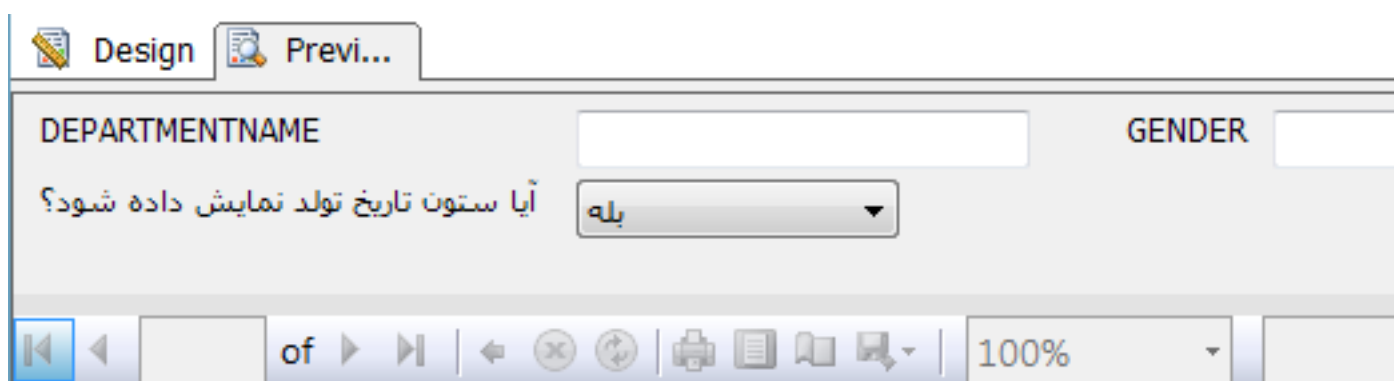 Design Previ...
DEPARTMENTNAME GENDER
آیا ستون تاریخ تولد نمایش داده شود؟ بله
of 100%